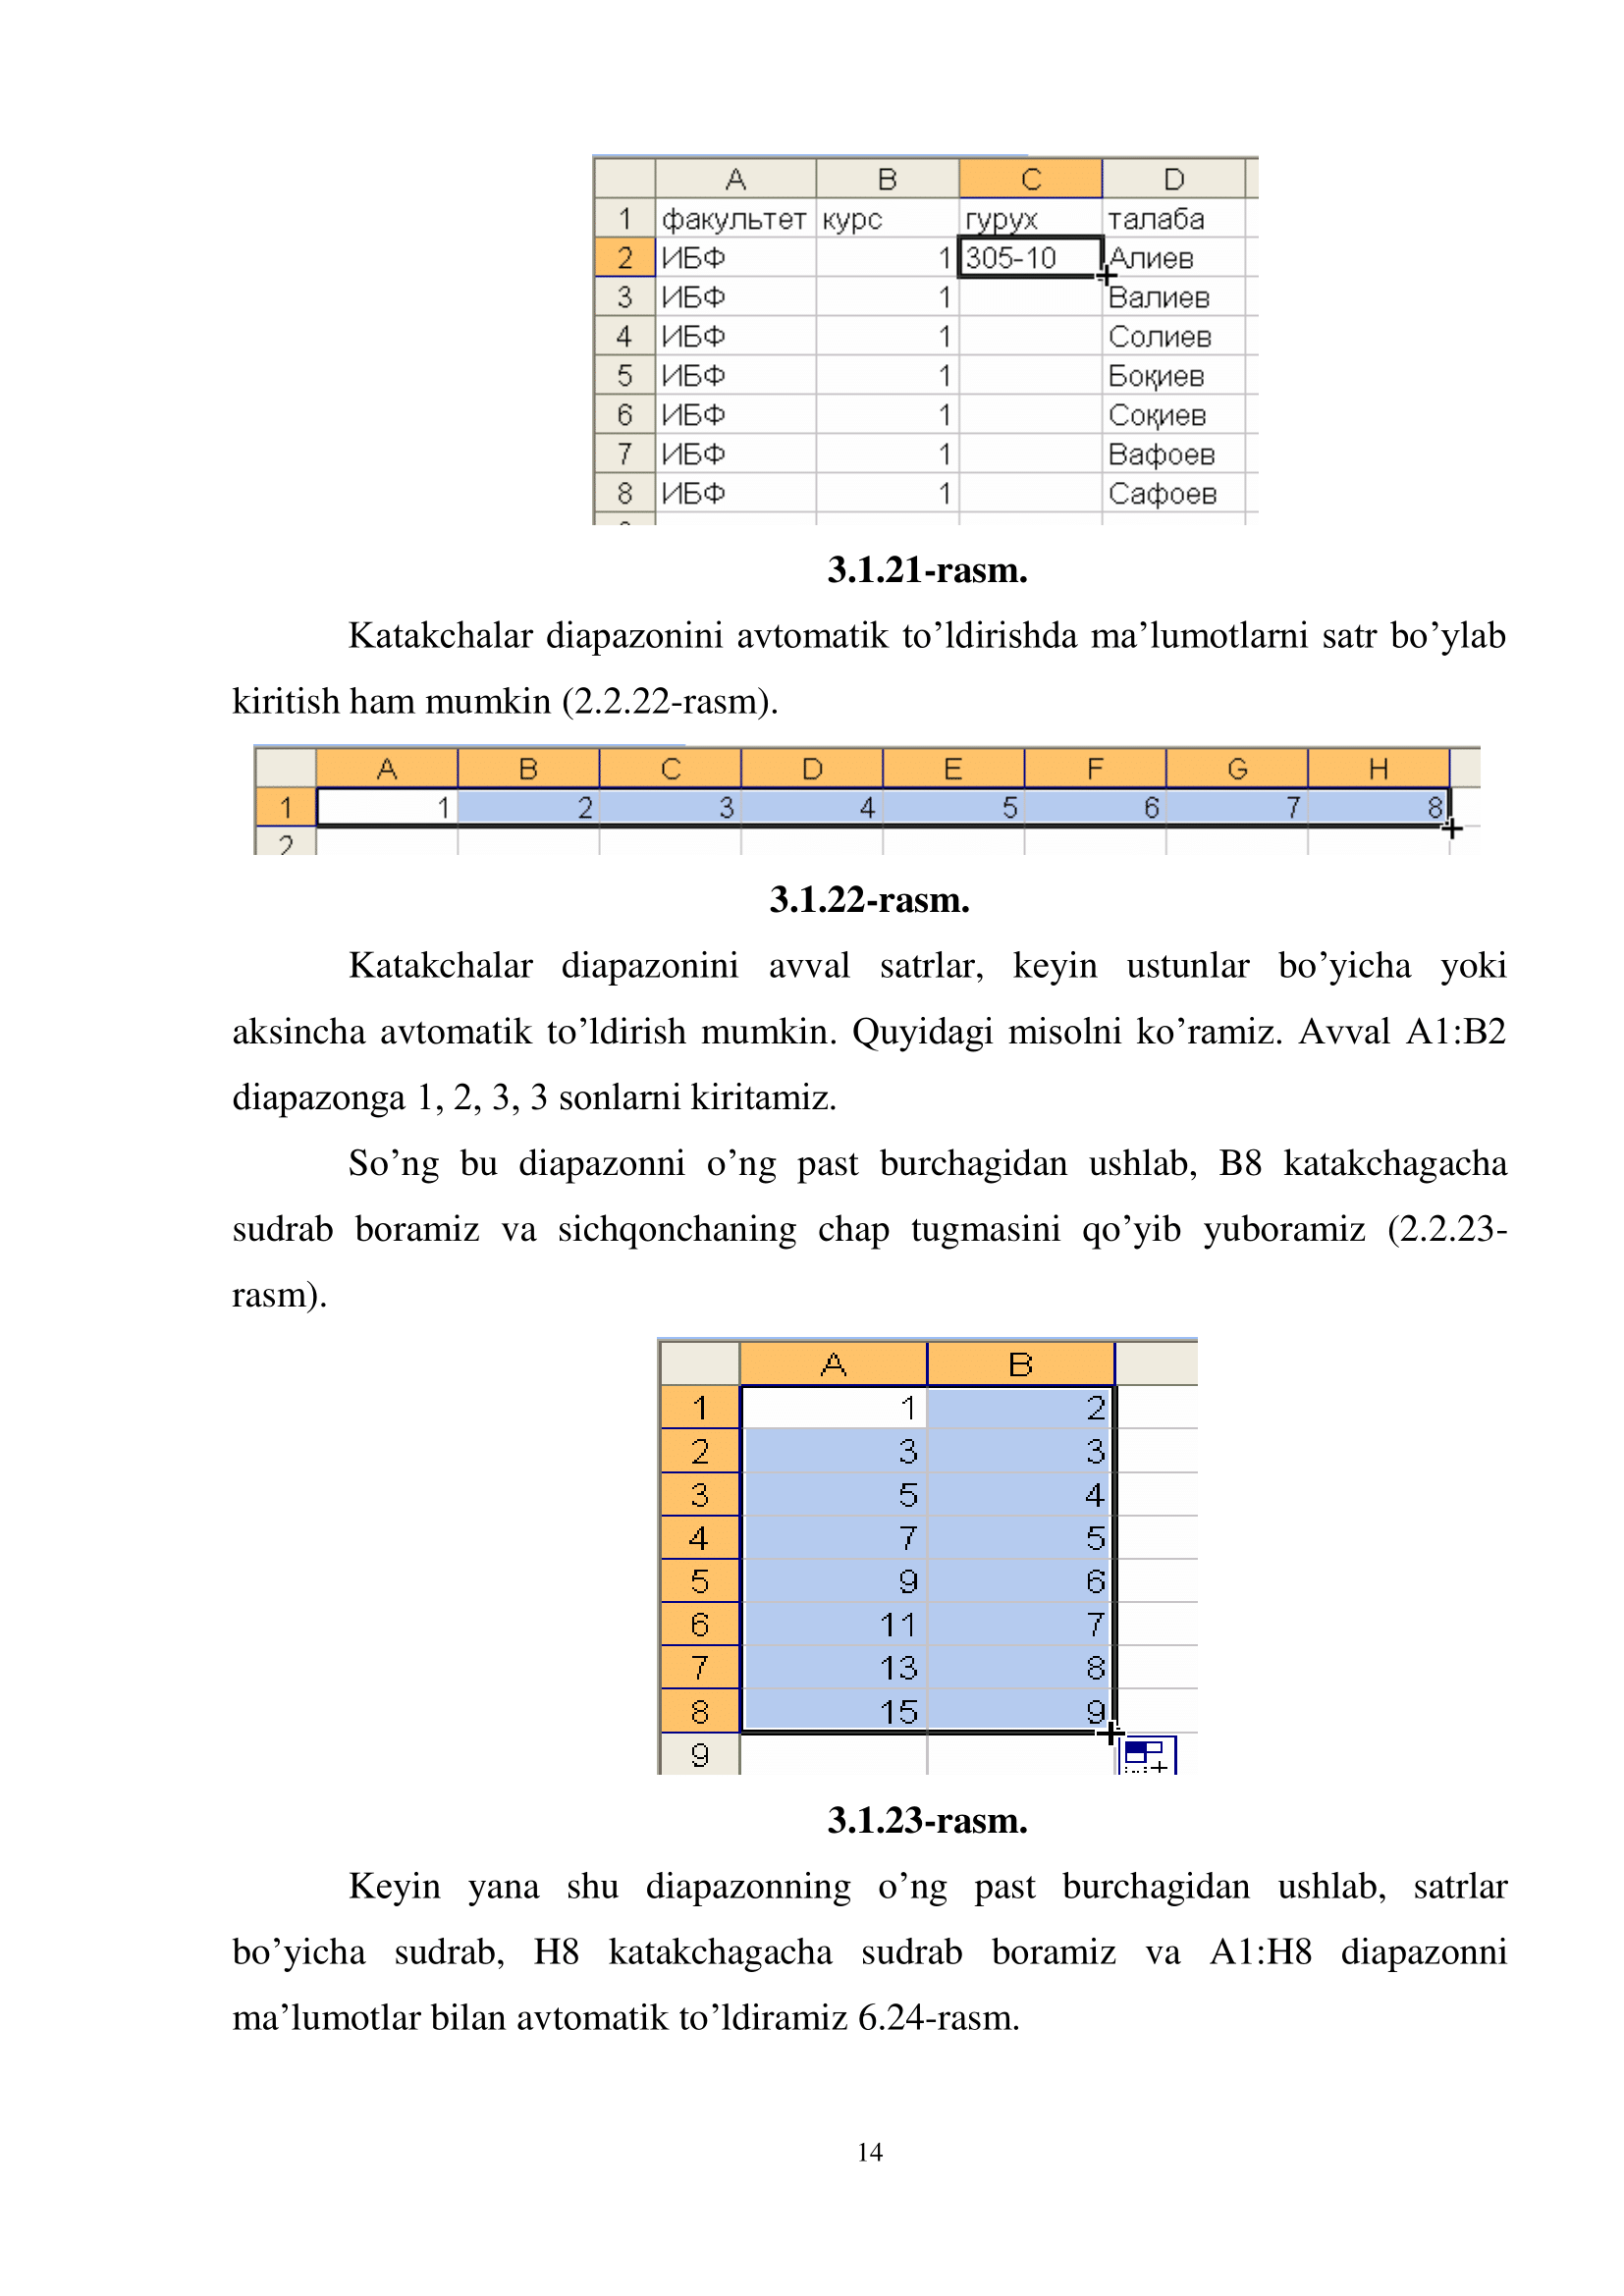 A B C D
1 факультет курс гурух талаба
2 ИБФ 1 305-10 Алиев
3 ИБФ 1 Валиев
4 ИБФ 1 Солиев
5 ИБФ 1 Боқиев
6 ИБФ 1 Соқиев
7 ИБФ 1 Вафоев
8 ИБФ 1 Сафоев
3.1.21-rasm.
Katakchalar diapazonini avtomatik to’ldirishda ma’lumotlarni satr bo’ylab
kiritish ham mumkin (2.2.22-rasm).
A B C D E F G H
1 1 2 3 4 5 6 7 8
2
3.1.22-rasm.
Katakchalar diapazonini avval satrlar, keyin ustunlar bo’yicha yoki
aksincha avtomatik to’ldirish mumkin. Quyidagi misolni ko’ramiz. Avval A1:B2
diapazonga 1, 2, 3, 3 sonlarni kiritamiz.
So’ng bu diapazonni o’ng past burchagidan ushlab, B8 katakchagacha
sudrab boramiz va sichqonchaning chap tugmasini qo’yib yuboramiz (2.2.23-
rasm).
A B
1 1 2
2 3 3
3 5 4
4 7 5
5 9 6
6 11 7
7 13 8
8 15 9
9
3.1.23-rasm.
Keyin yana shu diapazonning o’ng past burchagidan ushlab, satrlar
bo’yicha sudrab, H8 katakchagacha sudrab boramiz va A1:H8 diapazonni
ma’lumotlar bilan avtomatik to’ldiramiz 6.24-rasm.
14